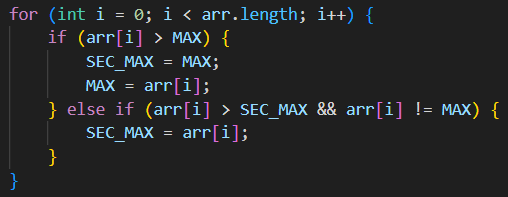 for (int i = 0; i < arr.length; i++) {
    if (arr[i] > MAX) {
        SEC_MAX = MAX;
        MAX = arr[i];
    } else if (arr[i] > SEC_MAX && arr[i] != MAX) {
        SEC_MAX = arr[i];
    }
}